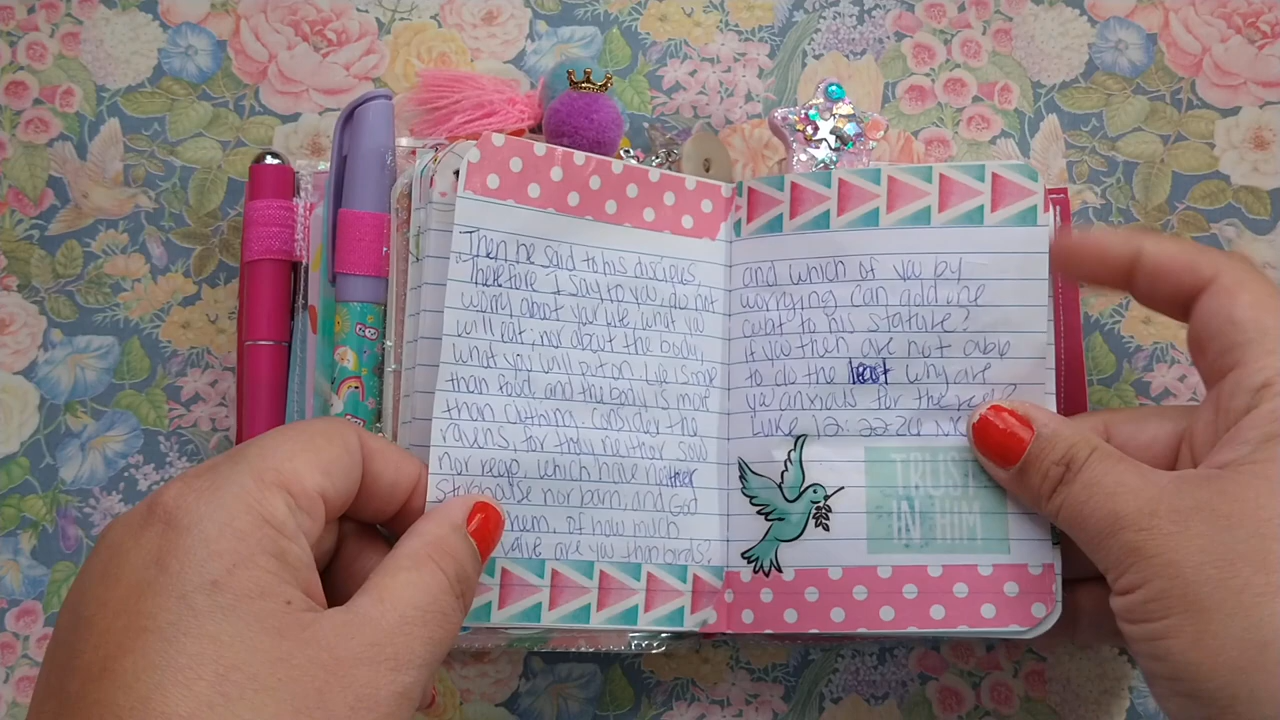 Then he said to his disciples,
"Therefore I say to you, do not
worry about your life, what you
will eat; nor about the body,
what you will put on. Life is more
than food, and the body is more
than clothing. Consider the
ravens, for they neither sow
nor reap, which have neither
storehouse nor barn; and God
them. Of how much
value are you than birds?
and which of you by
worrying can add one
cubit to his stature?
If you then are not able
to do the least why are
you anxious for the rest?
Luke 12:22-26
TRUST
IN HIM